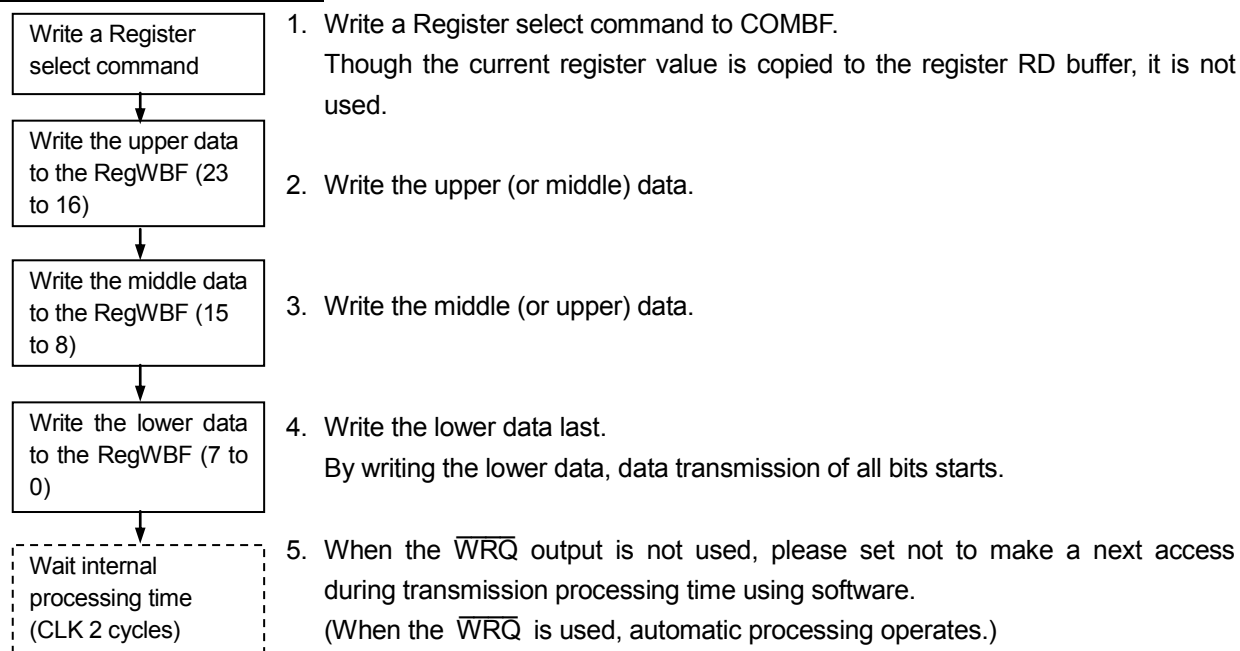 Write a Register
select command
1. Write a Register select command to COMBF.
Though the current register value is copied to the register RD buffer, it is not
used.
Write the upper data
to the RegWBF (23
to 16)
2. Write the upper (or middle) data.
Write the middle data
to the RegWBF (15
to 8)
3. Write the middle (or upper) data.
Write the lower data
to the RegWBF (7 to
0)
4. Write the lower data last.
By writing the lower data, data transmission of all bits starts.
Wait internal
processing time
(CLK 2 cycles)
5. When the W̅R̅Q̅ output is not used, please set not to make a next access
during transmission processing time using software.
(When the W̅R̅Q̅ is used, automatic processing operates.)